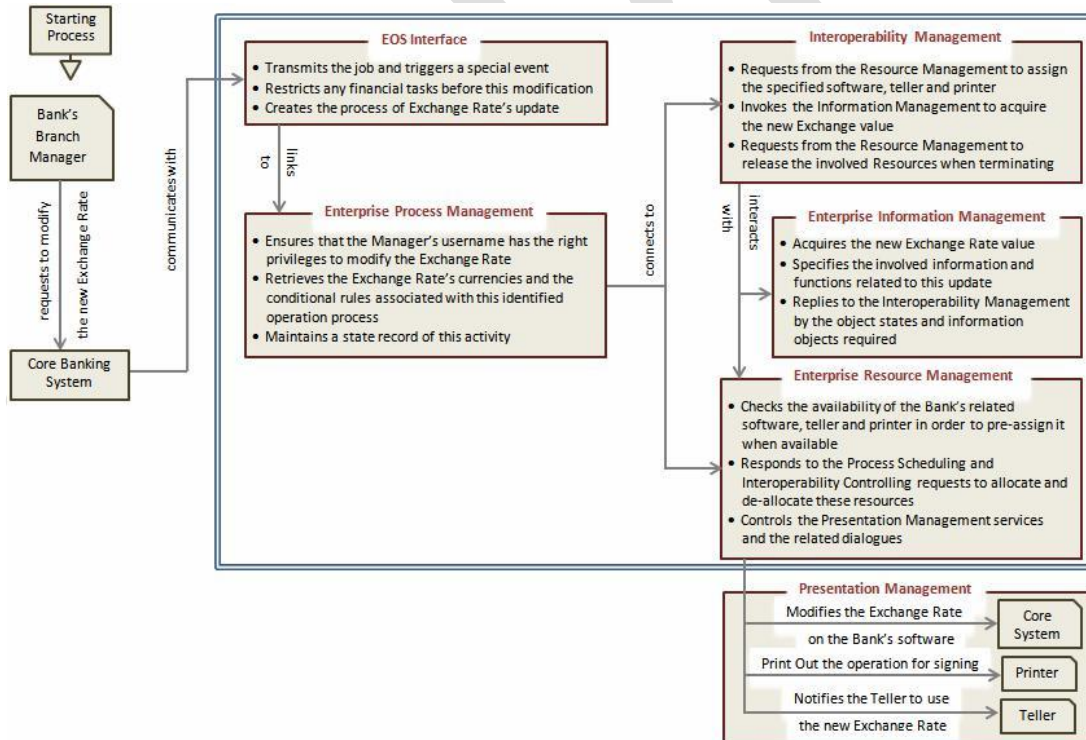 Starting
Process
Bank's
Branch
Manager
requests to modify
the new Exchange Rate
Core Banking
System
communicates with
EOS Interface
• Transmits the job and triggers a special event
• Restricts any financial tasks before this modification
• Creates the process of Exchange Rate's update
links
to
Enterprise Process Management
• Ensures that the Manager's username has the right
privileges to modify the Exchange Rate
• Retrieves the Exchange Rate's currencies and the
conditional rules associated with this identified
operation process
• Maintains a state record of this activity
connects to
Interoperability Management
• Requests from the Resource Management to assign
the specified software, teller and printer
• Invokes the Information Management to acquire
the new Exchange value
• Requests from the Resource Management to
release the involved Resources when terminating
interacts
with
Enterprise Information Management
• Acquires the new Exchange Rate value
• Specifies the involved information and
functions related to this update
• Replies to the Interoperability Management
by the object states and information
objects required
Enterprise Resource Management
• Checks the availability of the Bank's related
software, teller and printer in order to pre-assign it
when available
• Responds to the Process Scheduling and
Interoperability Controlling requests to allocate and
de-allocate these resources
• Controls the Presentation Management services
and the related dialogues
Presentation Management
Modifies the Exchange Rate
on the Bank's software
Core
System
Print Out the operation for signing
Printer
Notifies the Teller to use
the new Exchange Rate
Teller